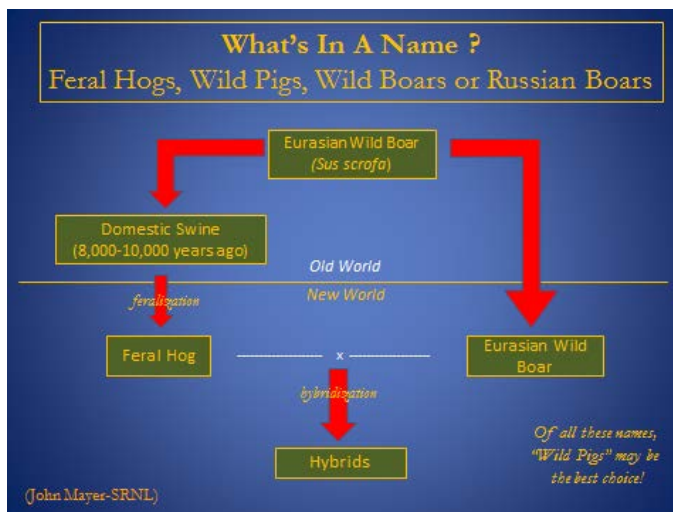 What's In A Name ?
Feral Hogs, Wild Pigs, Wild Boars or Russian Boars
Eurasian Wild Boar
(Sus scrofa)
Domestic Swine
(8,000-10,000 years ago)
Old World
New World
feralization
Feral Hog
x
Eurasian Wild
Boar
hybridization
Hybrids
Of all these names,
"Wild Pigs" may be
the best choice!
(John Mayer-SRNL)